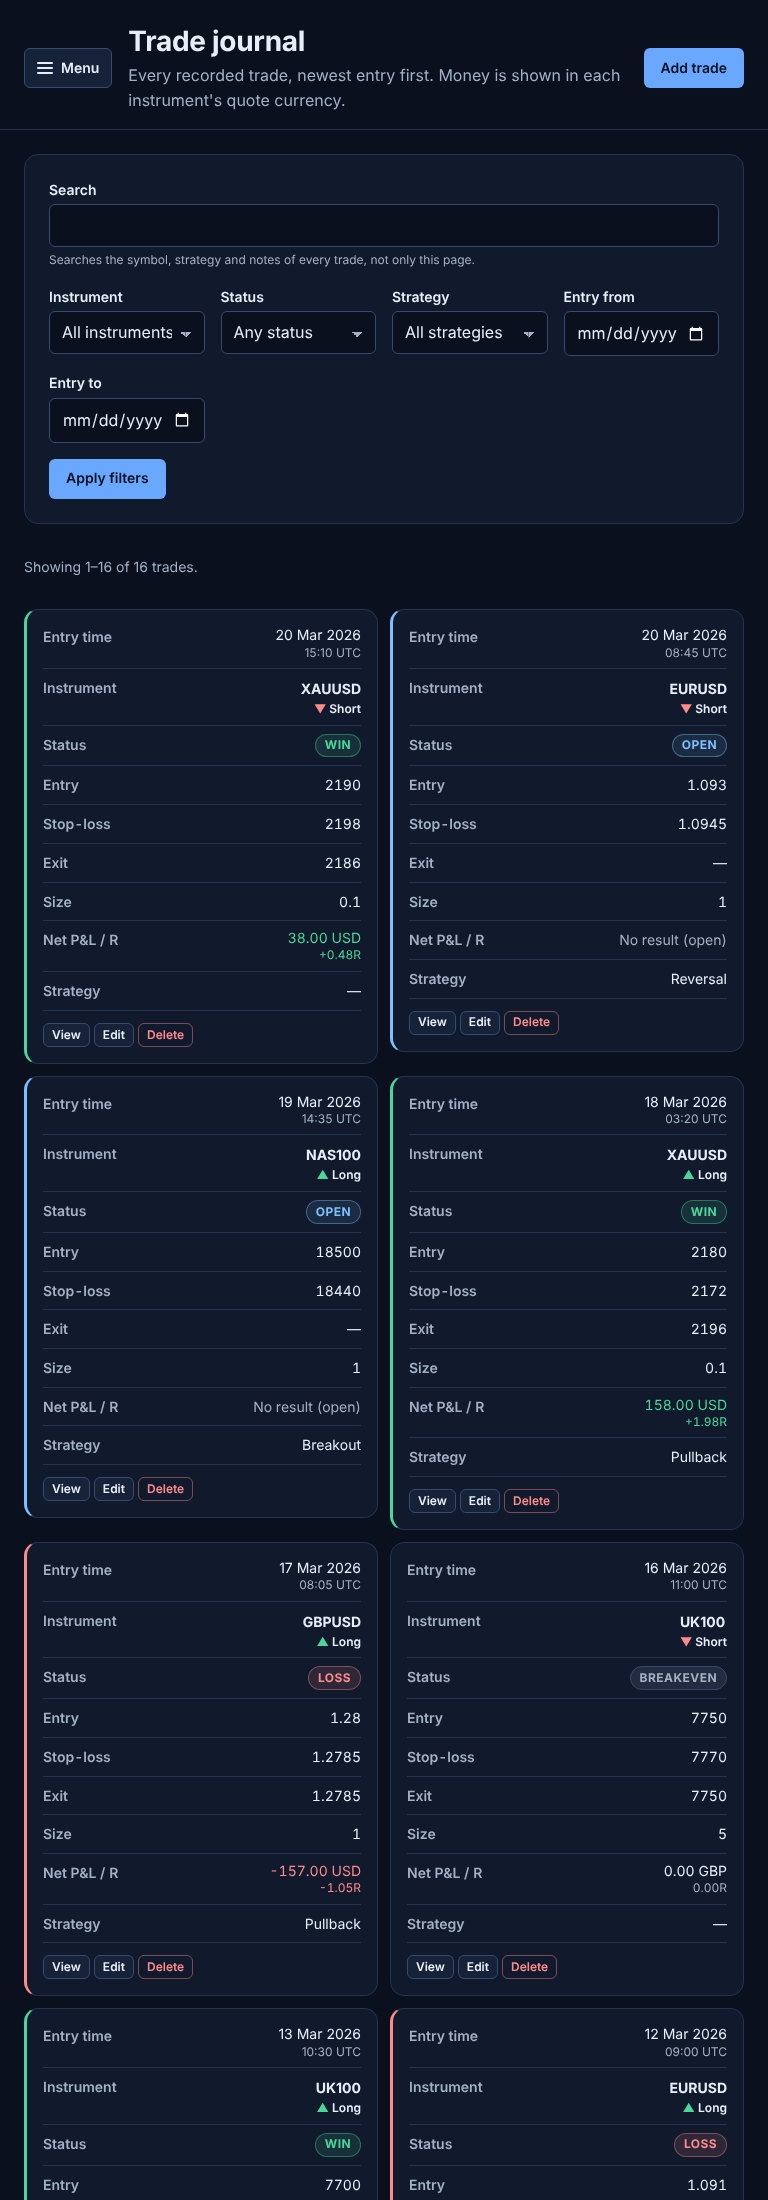 Menu
Trade journal
Every recorded trade, newest entry first. Money is shown in each
instrument's quote currency.
Add trade
Search
Searches the symbol, strategy and notes of every trade, not only this page.
Instrument Status Strategy Entry from
All instruments Any status All strategies mm/dd/yyyy
Entry to
mm/dd/yyyy
Apply filters
Showing 1–16 of 16 trades.
Entry time 20 Mar 2026
15:10 UTC
Instrument XAUUSD
▼ Short
Status WIN
Entry 2190
Stop-loss 2198
Exit 2186
Size 0.1
Net P&L / R 38.00 USD
+0.48R
Strategy —
View Edit Delete
Entry time 20 Mar 2026
08:45 UTC
Instrument EURUSD
▼ Short
Status OPEN
Entry 1.093
Stop-loss 1.0945
Exit —
Size 1
Net P&L / R No result (open)
Strategy Reversal
View Edit Delete
Entry time 19 Mar 2026
14:35 UTC
Instrument NAS100
▲ Long
Status OPEN
Entry 18500
Stop-loss 18440
Exit —
Size 1
Net P&L / R No result (open)
Strategy Breakout
View Edit Delete
Entry time 18 Mar 2026
03:20 UTC
Instrument XAUUSD
▲ Long
Status WIN
Entry 2180
Stop-loss 2172
Exit 2196
Size 0.1
Net P&L / R 158.00 USD
+1.98R
Strategy Pullback
View Edit Delete
Entry time 17 Mar 2026
08:05 UTC
Instrument GBPUSD
▲ Long
Status LOSS
Entry 1.28
Stop-loss 1.2785
Exit 1.2785
Size 1
Net P&L / R -157.00 USD
-1.05R
Strategy Pullback
View Edit Delete
Entry time 16 Mar 2026
11:00 UTC
Instrument UK100
▼ Short
Status BREAKEVEN
Entry 7750
Stop-loss 7770
Exit 7750
Size 5
Net P&L / R 0.00 GBP
0.00R
Strategy —
View Edit Delete
Entry time 13 Mar 2026
10:30 UTC
Instrument UK100
▲ Long
Status WIN
Entry 7700
Entry time 12 Mar 2026
09:00 UTC
Instrument EURUSD
▲ Long
Status LOSS
Entry 1.091